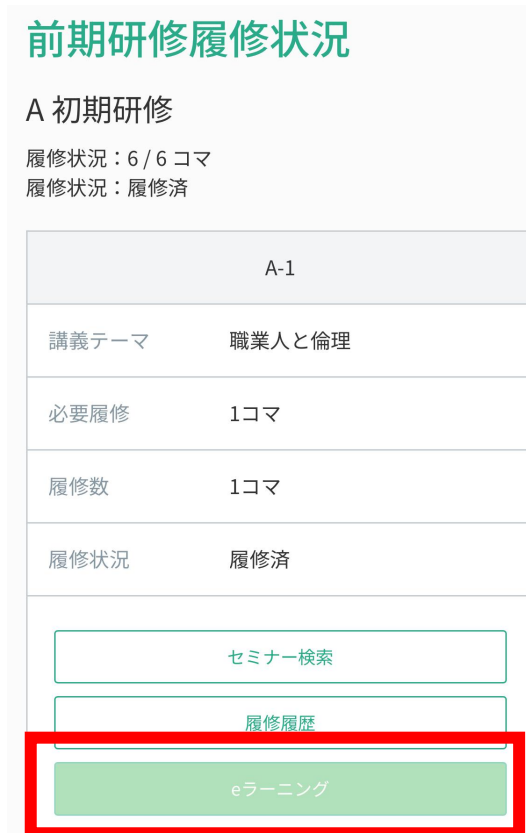 前期研修履修状況
A 初期研修
履修状況：6 / 6 コマ
履修状況：履修済
A-1
講義テーマ 職業人と倫理
必要履修 1コマ
履修数 1コマ
履修状況 履修済
セミナー検索
履修履歴
eラーニング